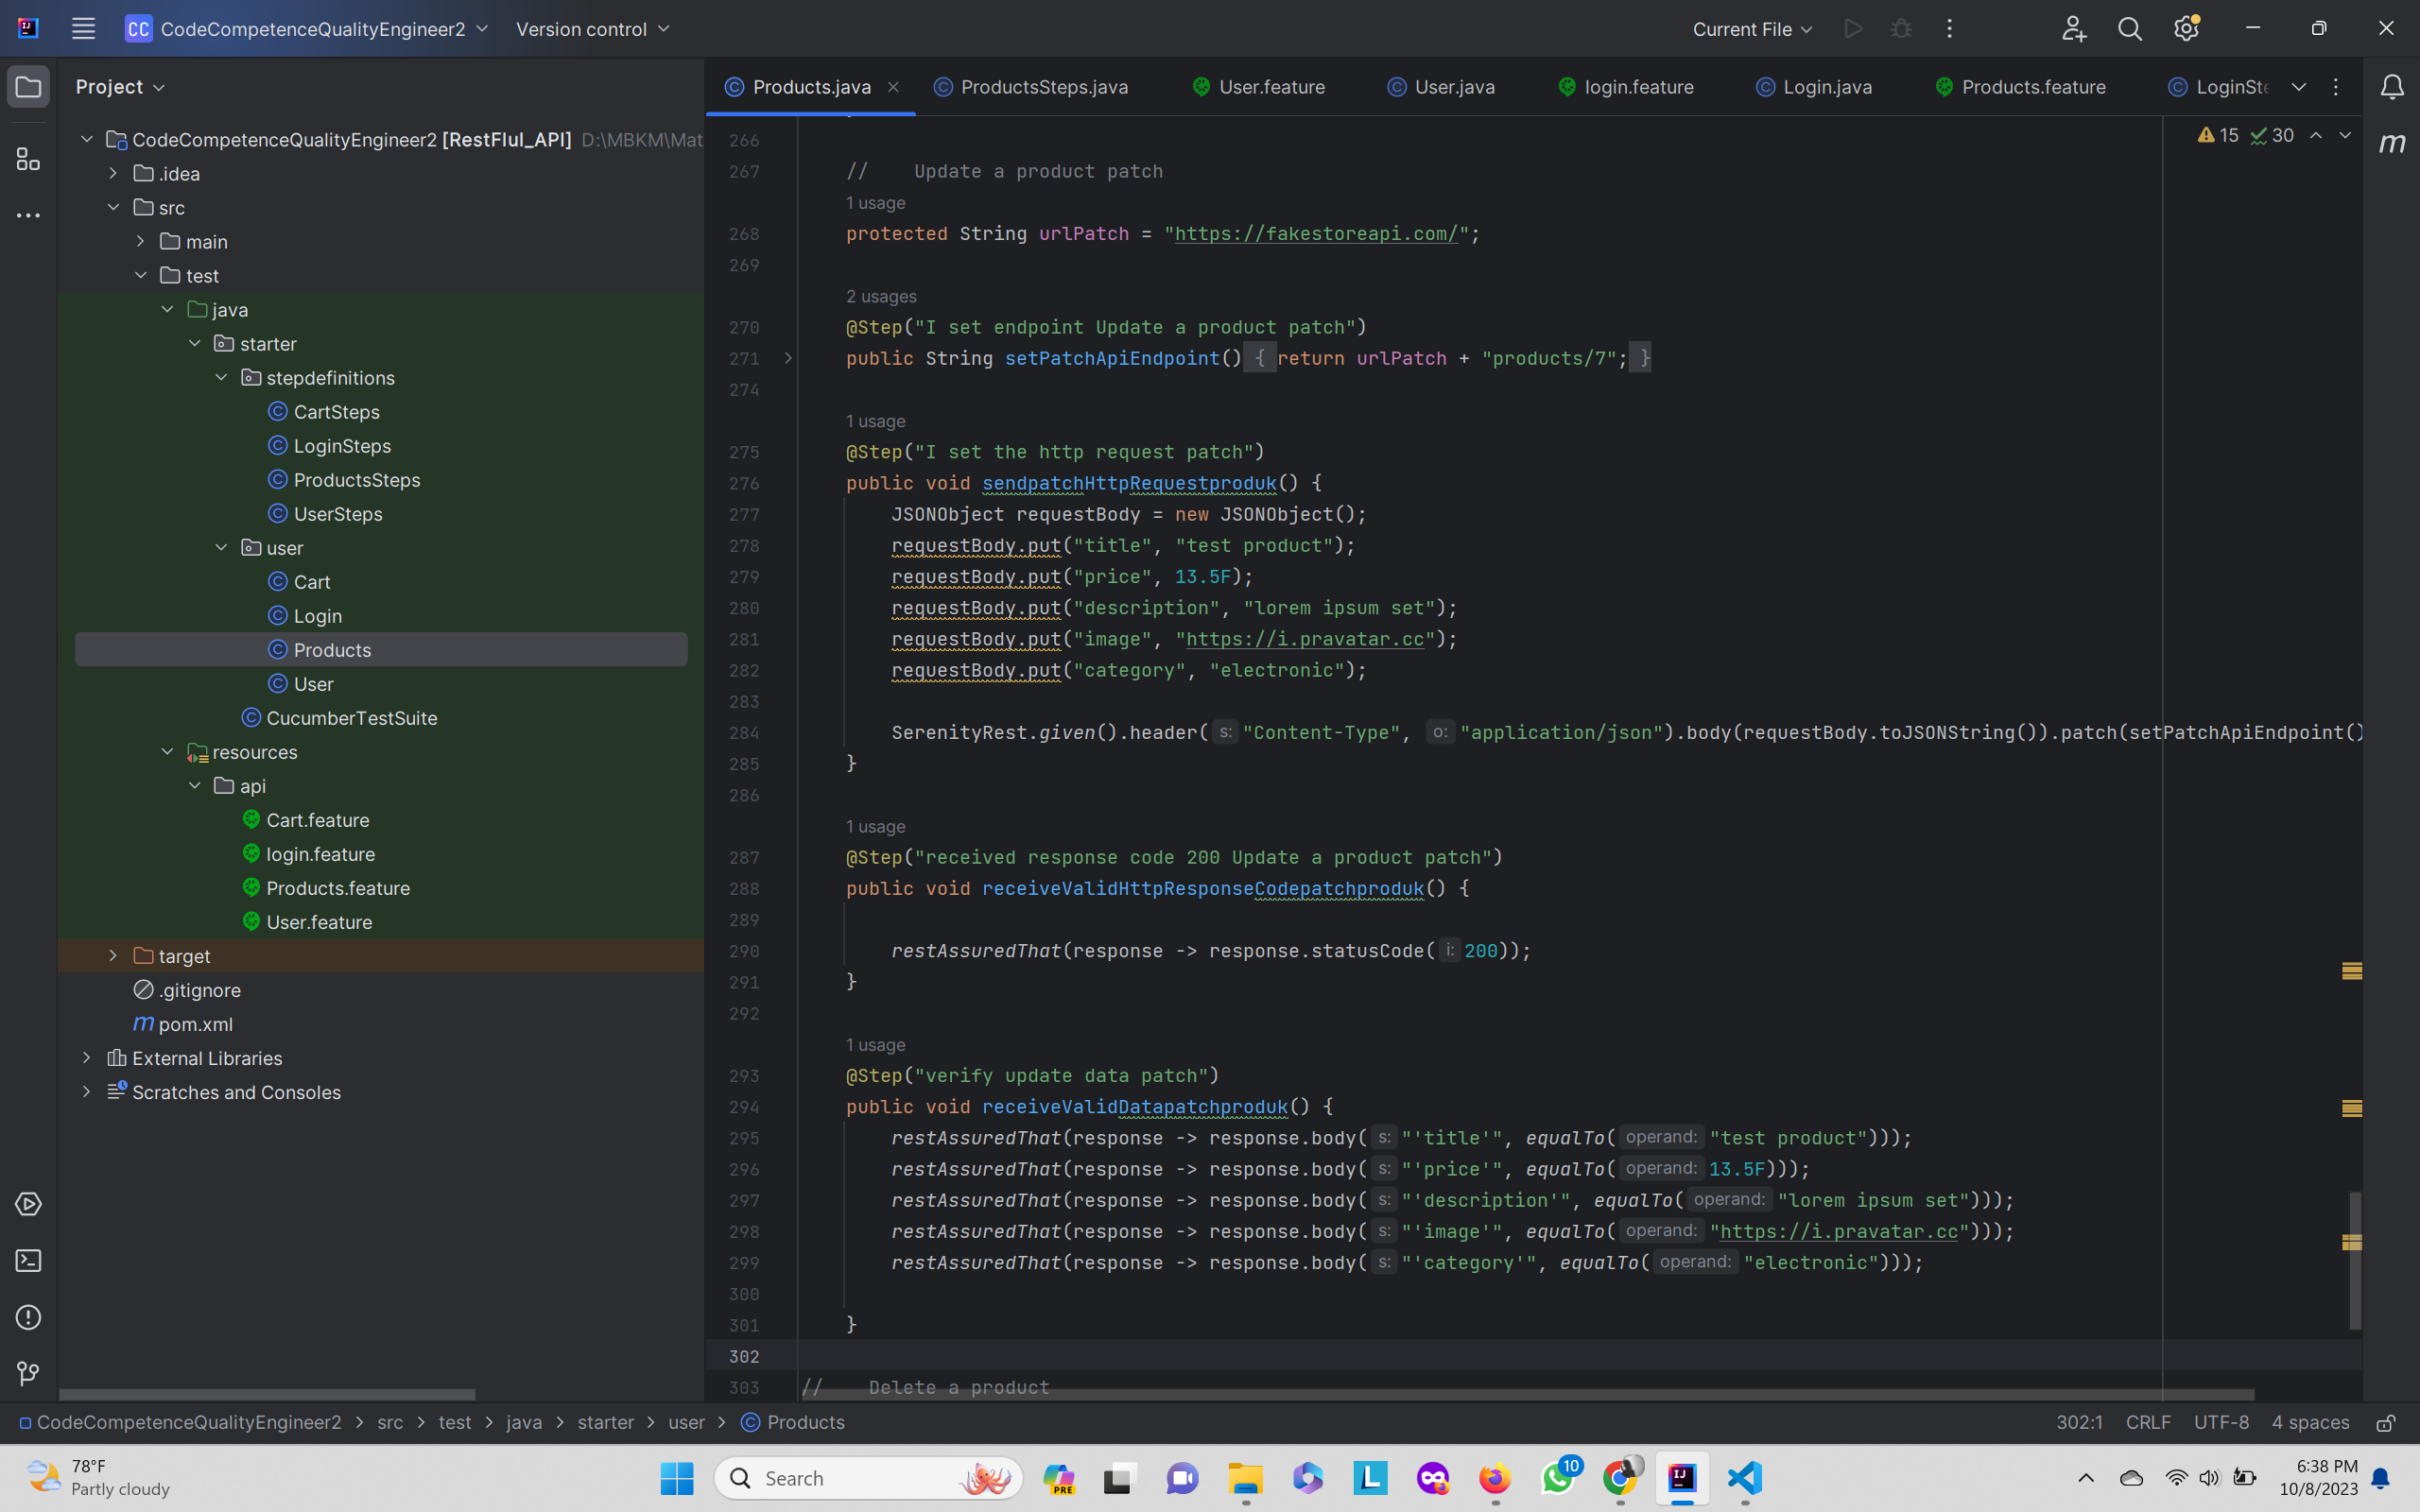 CC CodeCompetenceQualityEngineer2 Version control Current File
Project
Products.java ProductsSteps.java User.feature User.java login.feature Login.java Products.feature LoginSte
CodeCompetenceQualityEngineer2 [RestFlul_API] D:\MBKM\Mat
.idea
src
main
test
java
starter
stepdefinitions
CartSteps
LoginSteps
ProductsSteps
UserSteps
user
Cart
Login
Products
User
CucumberTestSuite
resources
api
Cart.feature
login.feature
Products.feature
User.feature
target
.gitignore
m pom.xml
External Libraries
Scratches and Consoles
15 30
m
266
267 //    Update a product patch
1 usage
268 protected String urlPatch = "https://fakestoreapi.com/";
269
2 usages
270 @Step("I set endpoint Update a product patch")
271 public String setPatchApiEndpoint() { return urlPatch + "products/7"; }
274
1 usage
275 @Step("I set the http request patch")
276 public void sendpatchHttpRequestproduk() {
277 JSONObject requestBody = new JSONObject();
278 requestBody.put("title", "test product");
279 requestBody.put("price", 13.5F);
280 requestBody.put("description", "lorem ipsum set");
281 requestBody.put("image", "https://i.pravatar.cc");
282 requestBody.put("category", "electronic");
283
284 SerenityRest.given().header( s: "Content-Type", o: "application/json").body(requestBody.toJSONString()).patch(setPatchApiEndpoint()
285 }
286
1 usage
287 @Step("received response code 200 Update a product patch")
288 public void receiveValidHttpResponseCodepatchproduk() {
289
290 restAssuredThat(response -> response.statusCode( i: 200));
291 }
292
1 usage
293 @Step("verify update data patch")
294 public void receiveValidDatapatchproduk() {
295 restAssuredThat(response -> response.body( s: "'title'", equalTo( operand: "test product")));
296 restAssuredThat(response -> response.body( s: "'price'", equalTo( operand: 13.5F)));
297 restAssuredThat(response -> response.body( s: "'description'", equalTo( operand: "lorem ipsum set")));
298 restAssuredThat(response -> response.body( s: "'image'", equalTo( operand: "https://i.pravatar.cc")));
299 restAssuredThat(response -> response.body( s: "'category'", equalTo( operand: "electronic")));
300
301 }
302
303 //    Delete a product
CodeCompetenceQualityEngineer2 > src > test > java > starter > user > Products 302:1 CRLF UTF-8 4 spaces
78°F
Partly cloudy
Search
PRE
10
6:38 PM
10/8/2023